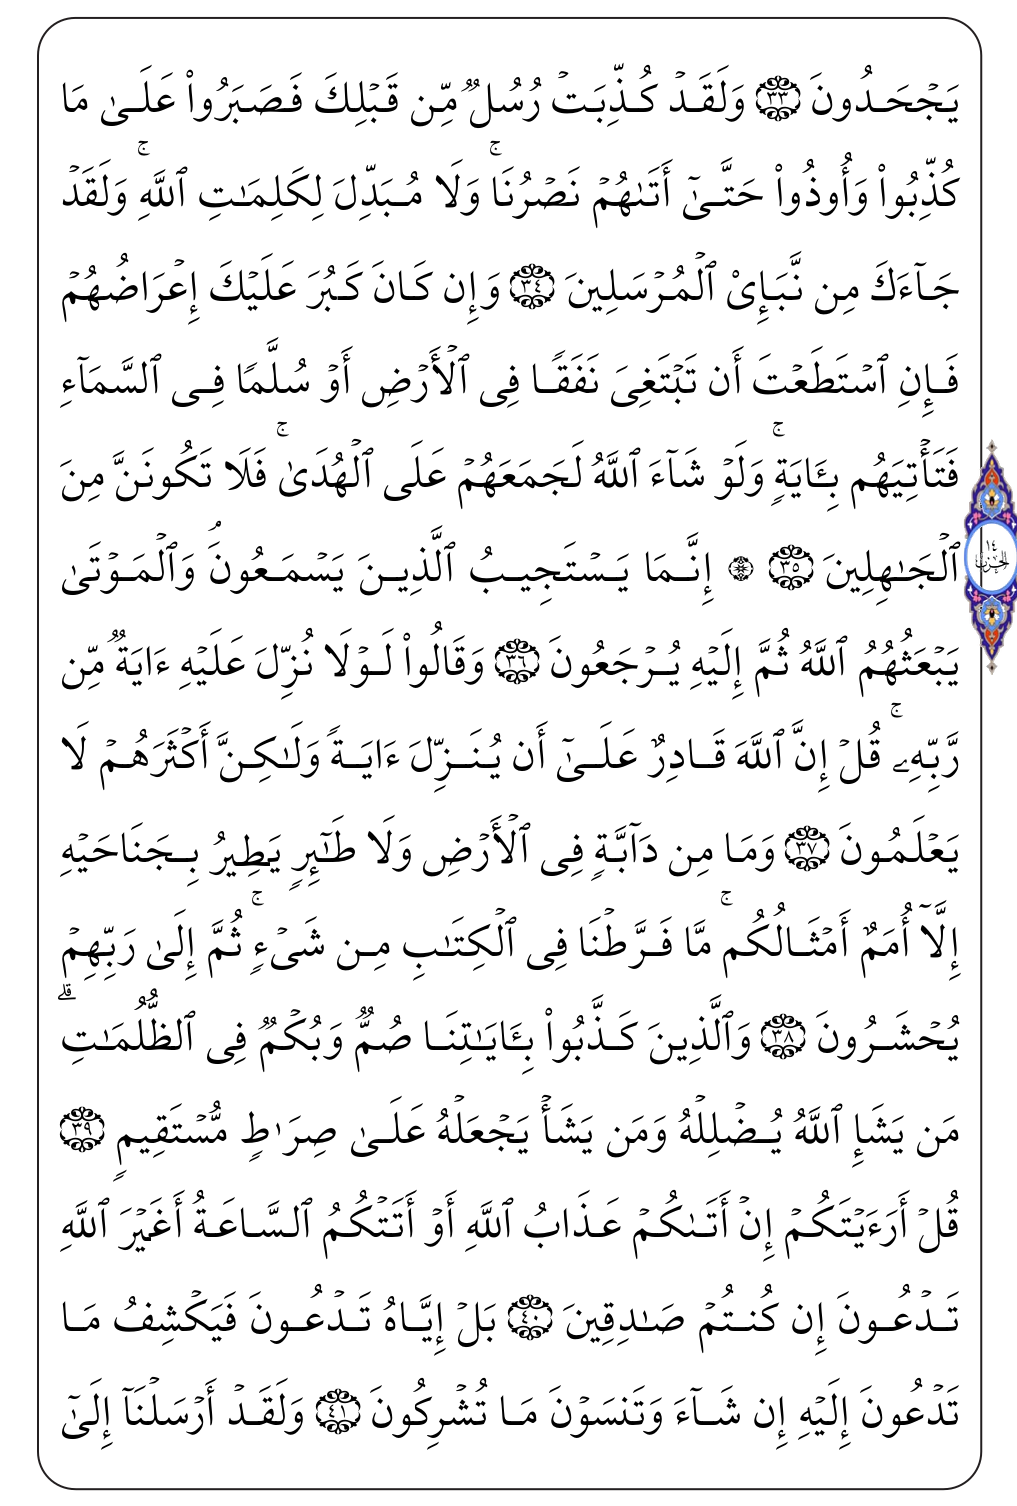 يَجۡحَدُونَ ٣٣ وَلَقَدۡ كُذِّبَتۡ رُسُلٞ مِّن قَبۡلِكَ فَصَبَرُواْ عَلَىٰ مَا
كُذِّبُواْ وَأُوذُواْ حَتَّىٰٓ أَتَىٰهُمۡ نَصۡرُنَاۚ وَلَا مُبَدِّلَ لِكَلِمَٰتِ ٱللَّهِۚ وَلَقَدۡ
جَآءَكَ مِن نَّبَإِيْ ٱلۡمُرۡسَلِينَ ٣٤ وَإِن كَانَ كَبُرَ عَلَيۡكَ إِعۡرَاضُهُمۡ
فَإِنِ ٱسۡتَطَعۡتَ أَن تَبۡتَغِيَ نَفَقٗا فِي ٱلۡأَرۡضِ أَوۡ سُلَّمٗا فِي ٱلسَّمَآءِ
فَتَأۡتِيَهُم بِـَٔايَةٖۚ وَلَوۡ شَآءَ ٱللَّهُ لَجَمَعَهُمۡ عَلَى ٱلۡهُدَىٰۚ فَلَا تَكُونَنَّ مِنَ
ٱلۡجَٰهِلِينَ ٣٥ ۞ إِنَّمَا يَسۡتَجِيبُ ٱلَّذِينَ يَسۡمَعُونَۘ وَٱلۡمَوۡتَىٰ
الحزب ١٤
يَبۡعَثُهُمُ ٱللَّهُ ثُمَّ إِلَيۡهِ يُرۡجَعُونَ ٣٦ وَقَالُواْ لَوۡلَا نُزِّلَ عَلَيۡهِ ءَايَةٞ مِّن
رَّبِّهِۦۚ قُلۡ إِنَّ ٱللَّهَ قَادِرٌ عَلَىٰٓ أَن يُنَزِّلَ ءَايَةٗ وَلَٰكِنَّ أَكۡثَرَهُمۡ لَا
يَعۡلَمُونَ ٣٧ وَمَا مِن دَآبَّةٖ فِي ٱلۡأَرۡضِ وَلَا طَٰٓئِرٖ يَطِيرُ بِجَنَاحَيۡهِ
إِلَّآ أُمَمٌ أَمۡثَالُكُمۚ مَّا فَرَّطۡنَا فِي ٱلۡكِتَٰبِ مِن شَيۡءٖۚ ثُمَّ إِلَىٰ رَبِّهِمۡ
يُحۡشَرُونَ ٣٨ وَٱلَّذِينَ كَذَّبُواْ بِـَٔايَٰتِنَا صُمّٞ وَبُكۡمٞ فِي ٱلظُّلُمَٰتِۗ
مَن يَشَإِ ٱللَّهُ يُضۡلِلۡهُ وَمَن يَشَأۡ يَجۡعَلۡهُ عَلَىٰ صِرَٰطٖ مُّسۡتَقِيمٖ ٣٩
قُلۡ أَرَءَيۡتَكُمۡ إِنۡ أَتَىٰكُمۡ عَذَابُ ٱللَّهِ أَوۡ أَتَتۡكُمُ ٱلسَّاعَةُ أَغَيۡرَ ٱللَّهِ
تَدۡعُونَ إِن كُنتُمۡ صَٰدِقِينَ ٤٠ بَلۡ إِيَّاهُ تَدۡعُونَ فَيَكۡشِفُ مَا
تَدۡعُونَ إِلَيۡهِ إِن شَآءَ وَتَنسَوۡنَ مَا تُشۡرِكُونَ ٤١ وَلَقَدۡ أَرۡسَلۡنَآ إِلَىٰٓ